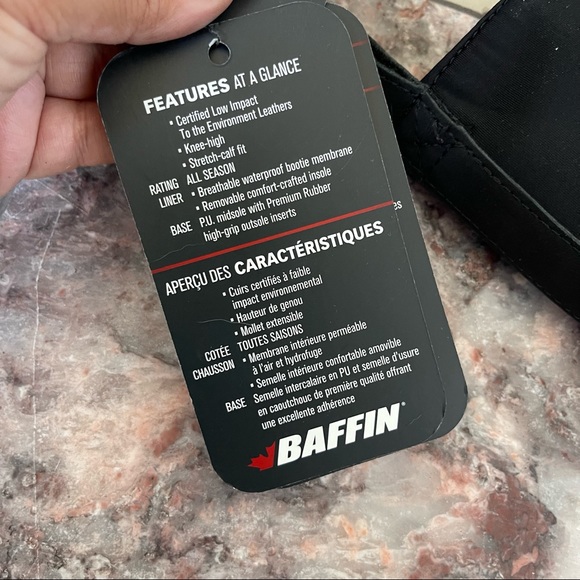 FEATURES AT A GLANCE
• Certified Low Impact
To the Environment Leathers
• Knee-high
• Stretch-calf fit
RATING ALL SEASON
LINER • Breathable waterproof bootie membrane
• Removable comfort-crafted insole
BASE P.U. midsole with Premium Rubber
high-grip outsole inserts
es
APERÇU DES CARACTÉRISTIQUES
• Cuirs certifiés à faible
impact environnemental
• Hauteur de genou
• Mollet extensible
COTÉE TOUTES SAISONS
CHAUSSON • Membrane intérieure perméable
à l'air et hydrofuge
• Semelle intérieure confortable amovible
BASE Semelle intercalaire en PU et semelle d'usure
en caoutchouc de première qualité offrant
une excellente adhérence
BAFFIN